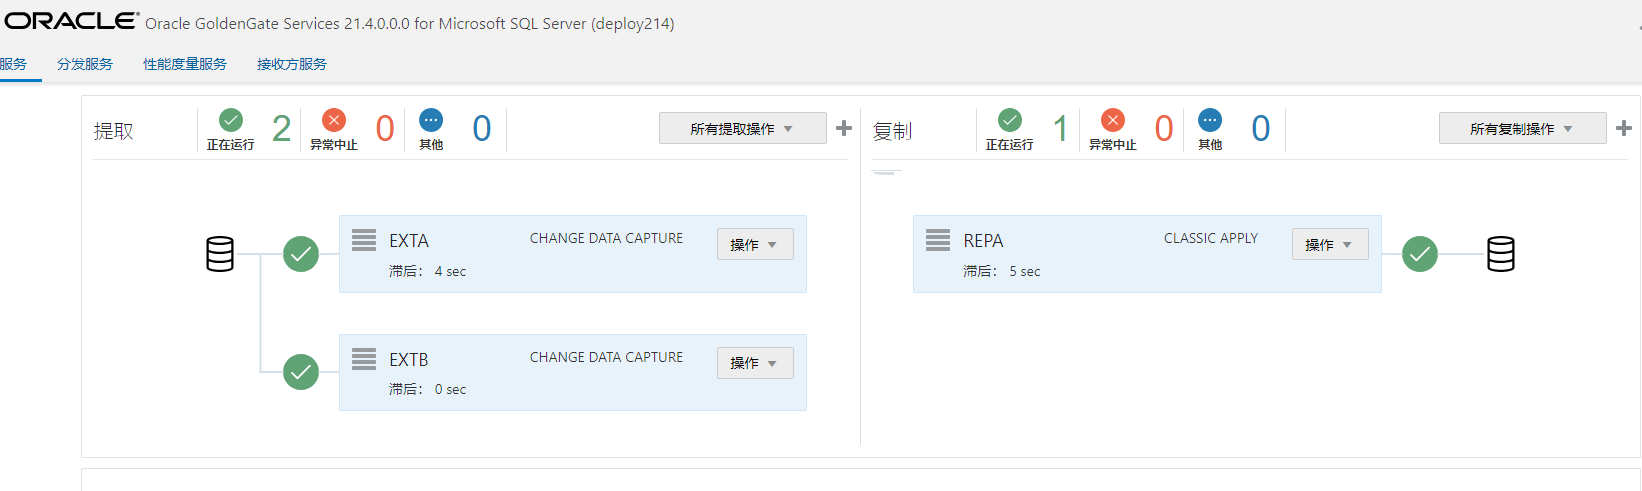 ORACLE Oracle GoldenGate Services 21.4.0.0.0 for Microsoft SQL Server (deploy214)
服务 分发服务 性能度量服务 接收方服务
提取 正在运行 2 异常中止 0 其他 0 所有提取操作
复制 正在运行 1 异常中止 0 其他 0 所有复制操作
EXTA CHANGE DATA CAPTURE 操作
滞后： 4 sec
EXTB CHANGE DATA CAPTURE 操作
滞后： 0 sec
REPA CLASSIC APPLY 操作
滞后： 5 sec